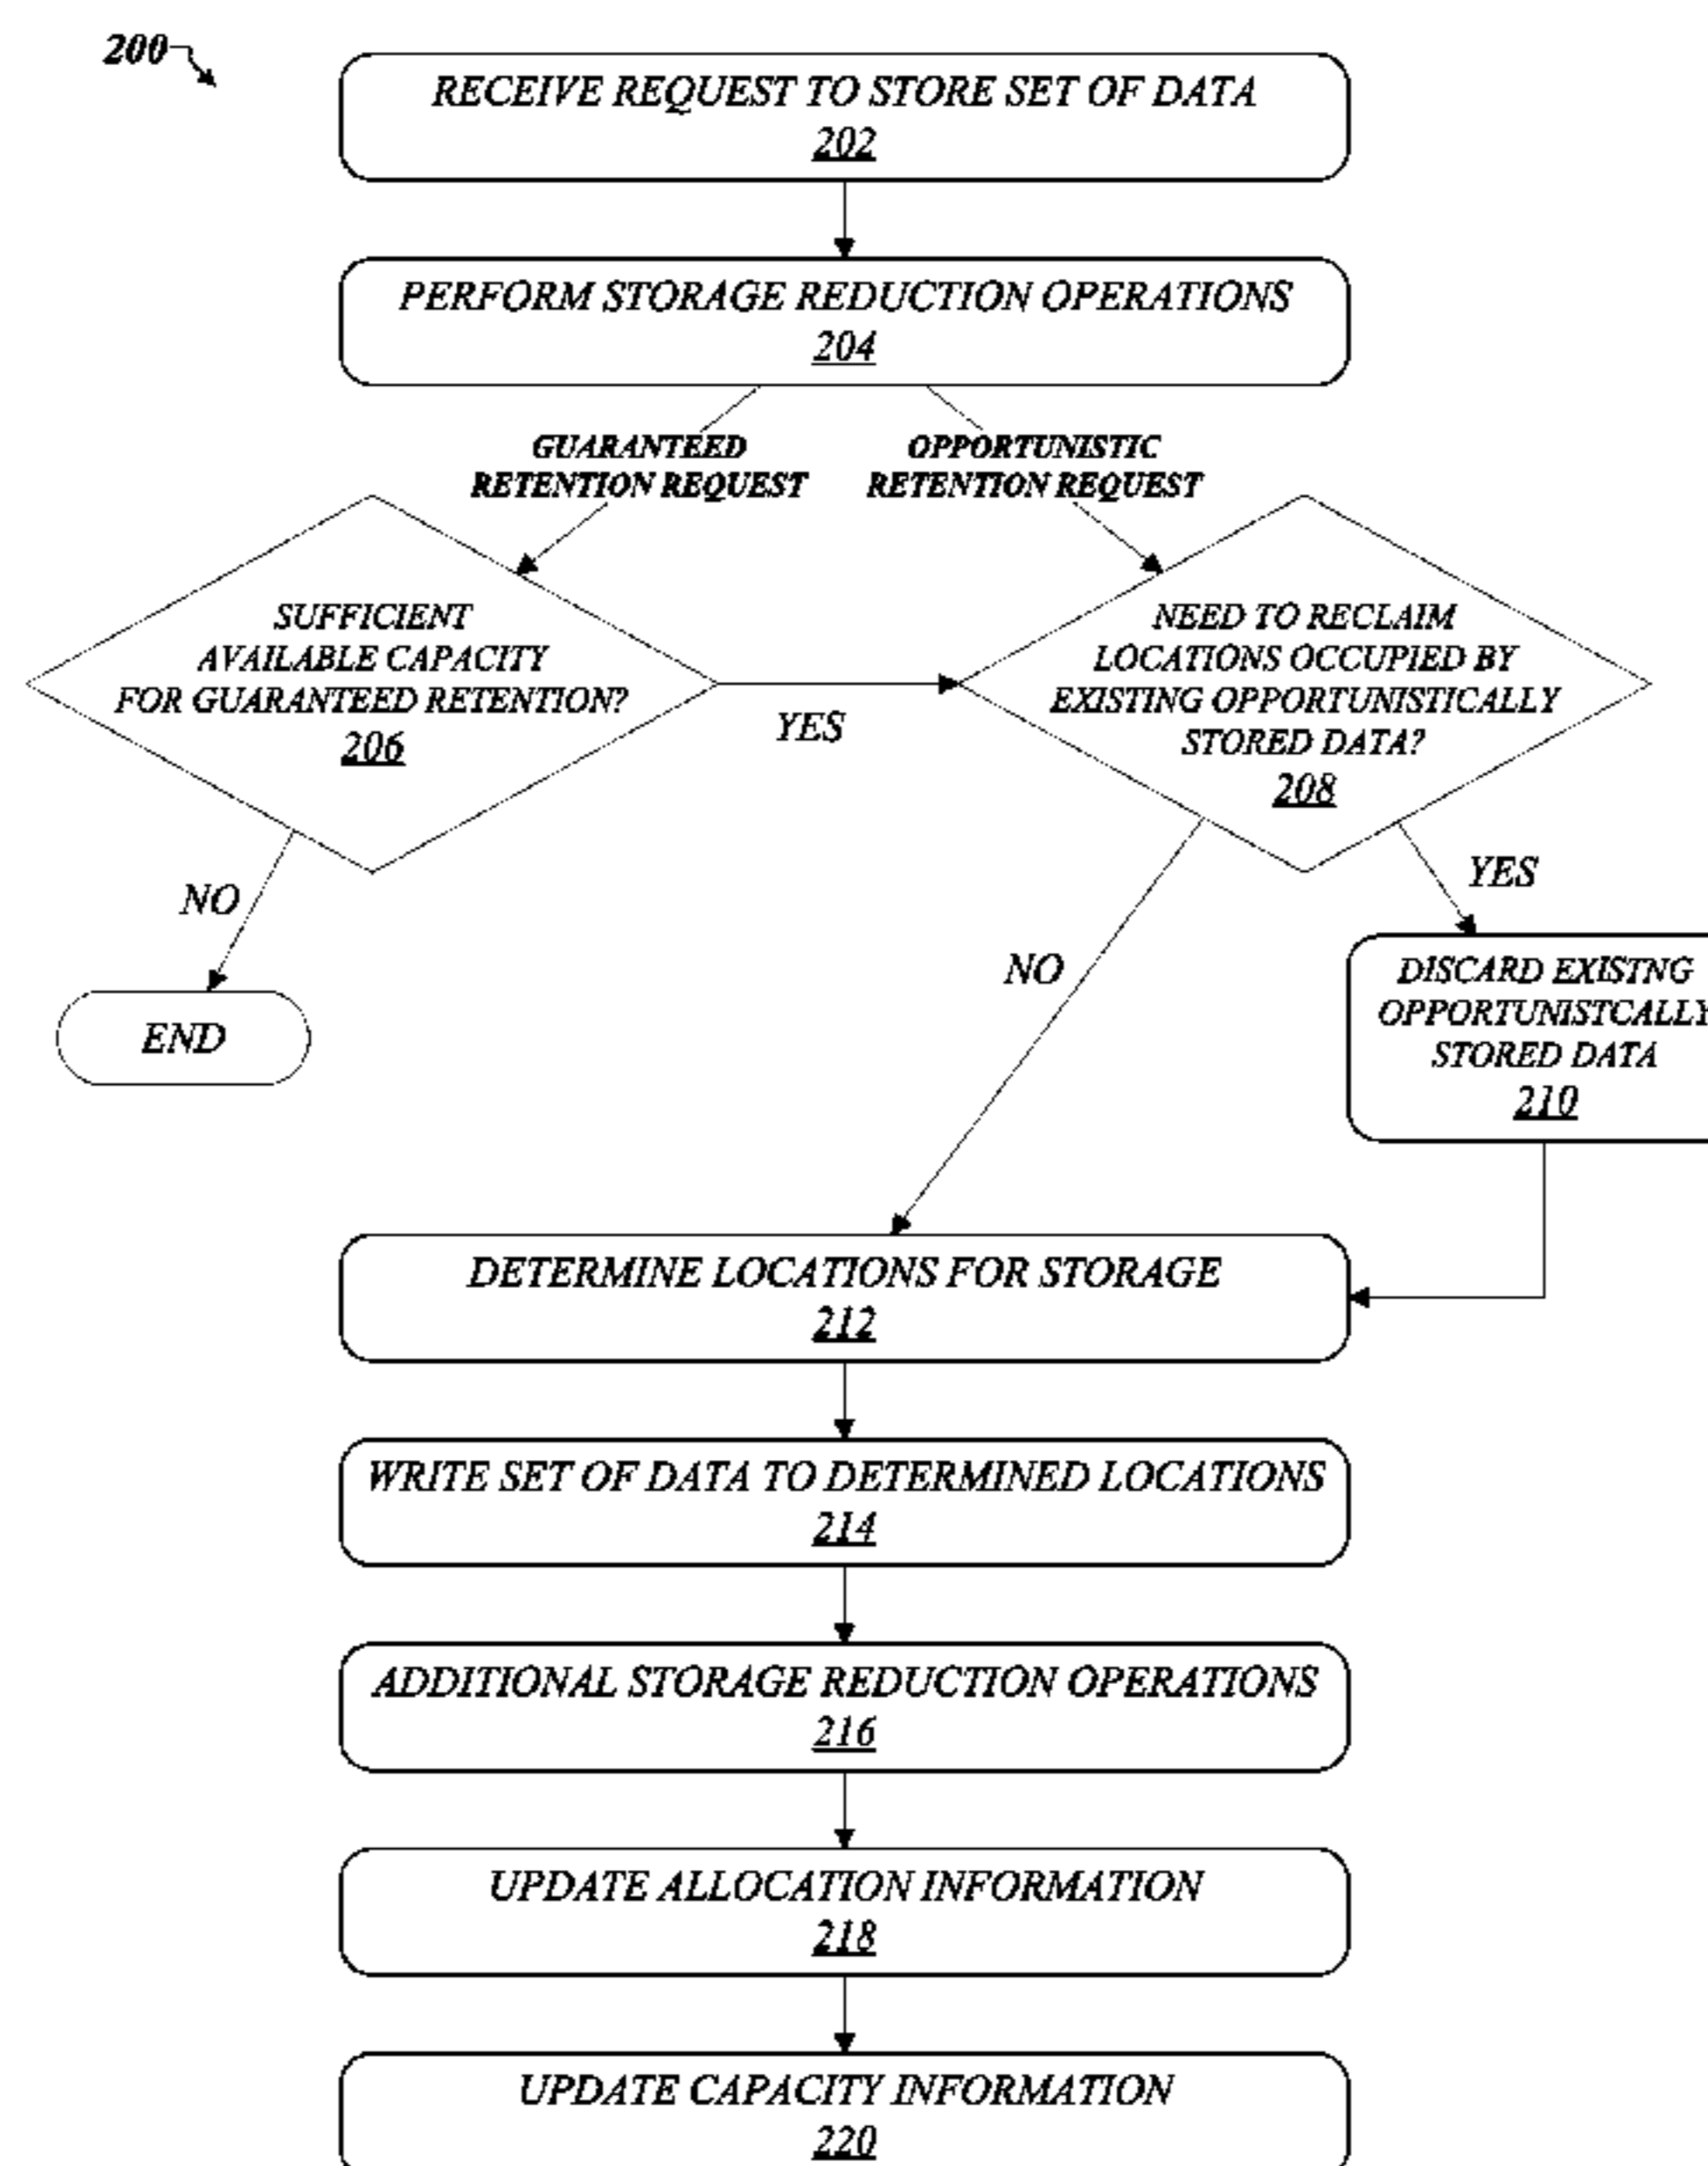 200
RECEIVE REQUEST TO STORE SET OF DATA
202
PERFORM STORAGE REDUCTION OPERATIONS
204
GUARANTEED
RETENTION REQUEST
OPPORTUNISTIC
RETENTION REQUEST
SUFFICIENT
AVAILABLE CAPACITY
FOR GUARANTEED RETENTION?
206
YES
NEED TO RECLAIM
LOCATIONS OCCUPIED BY
EXISTING OPPORTUNISTICALLY
STORED DATA?
208
NO
END
NO
YES
DISCARD EXISTNG
OPPORTUNISTCALLY
STORED DATA
210
DETERMINE LOCATIONS FOR STORAGE
212
WRITE SET OF DATA TO DETERMINED LOCATIONS
214
ADDITIONAL STORAGE REDUCTION OPERATIONS
216
UPDATE ALLOCATION INFORMATION
218
UPDATE CAPACITY INFORMATION
220